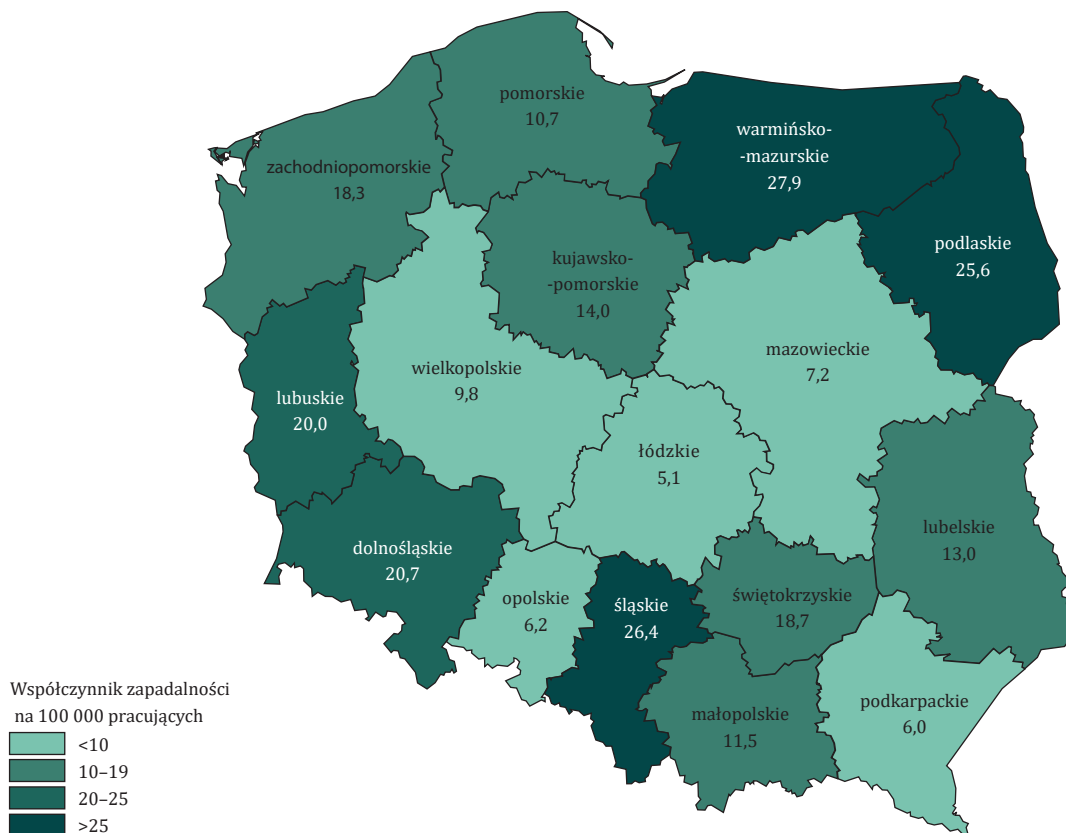 pomorskie
10,7
warmińsko-
-mazurskie
27,9
zachodniopomorskie
18,3
podlaskie
25,6
kujawsko-
-pomorskie
14,0
mazowieckie
7,2
wielkopolskie
9,8
lubuskie
20,0
łódzkie
5,1
lubelskie
13,0
dolnośląskie
20,7
opolskie
6,2
śląskie
26,4
świętokrzyskie
18,7
małopolskie
11,5
podkarpackie
6,0
Współczynnik zapadalności
na 100 000 pracujących
<10
10–19
20–25
>25